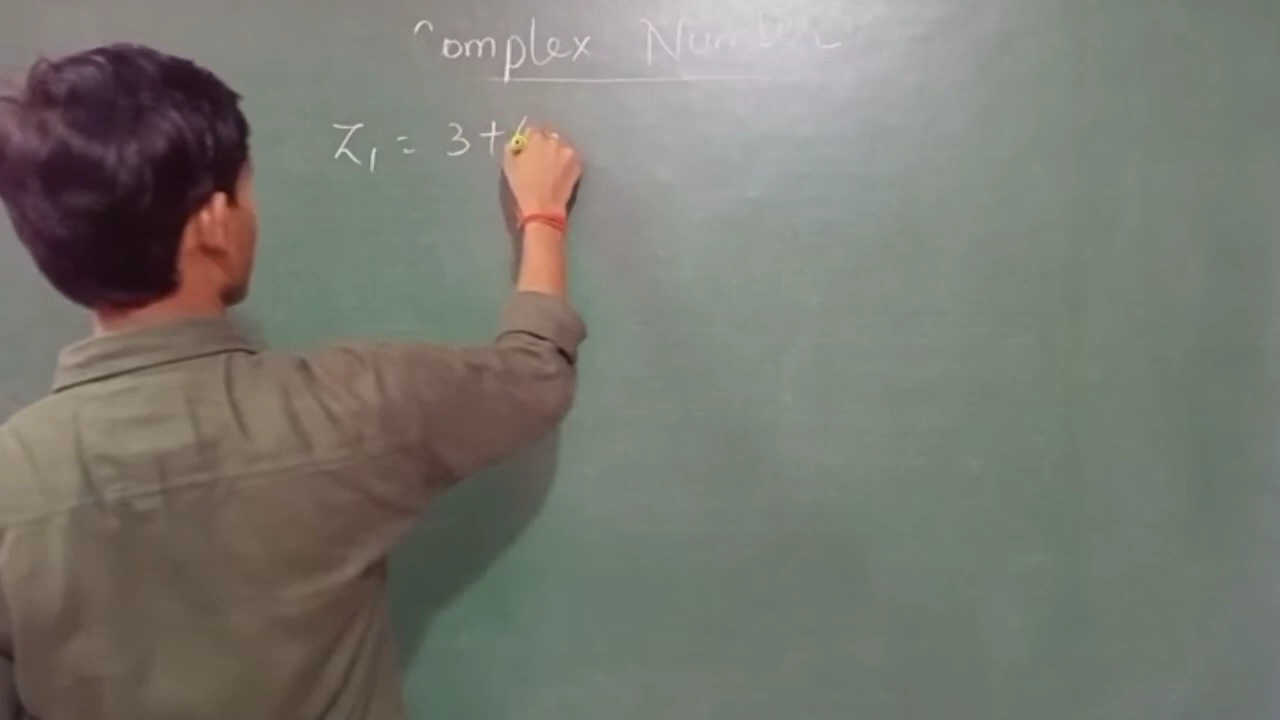 Complex Number
Z₁ = 3+